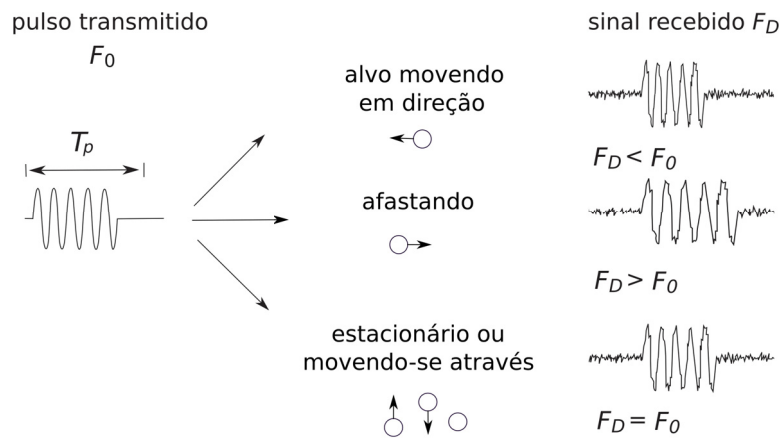 pulso transmitido
F0
Tp
alvo movendo
em direção
afastando
estacionário ou
movendo-se através
sinal recebido FD
FD < F0
FD > F0
FD = F0